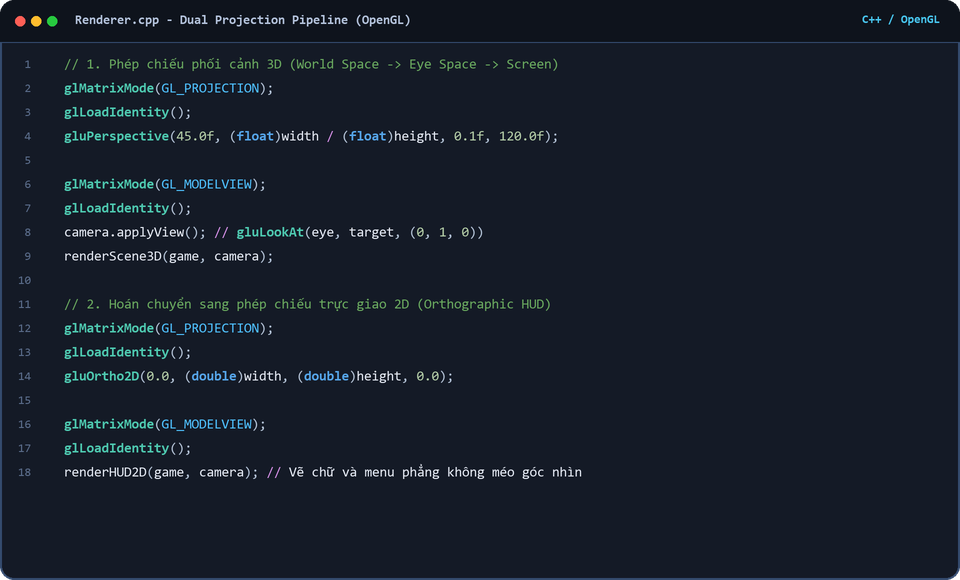 Renderer.cpp - Dual Projection Pipeline (OpenGL)
C++ / OpenGL
1 // 1. Phép chiếu phối cảnh 3D (World Space -> Eye Space -> Screen)
2 glMatrixMode(GL_PROJECTION);
3 glLoadIdentity();
4 gluPerspective(45.0f, (float)width / (float)height, 0.1f, 120.0f);
5
6 glMatrixMode(GL_MODELVIEW);
7 glLoadIdentity();
8 camera.applyView(); // gluLookAt(eye, target, (0, 1, 0))
9 renderScene3D(game, camera);
10
11 // 2. Hoán chuyển sang phép chiếu trực giao 2D (Orthographic HUD)
12 glMatrixMode(GL_PROJECTION);
13 glLoadIdentity();
14 gluOrtho2D(0.0, (double)width, (double)height, 0.0);
15
16 glMatrixMode(GL_MODELVIEW);
17 glLoadIdentity();
18 renderHUD2D(game, camera); // Vẽ chữ và menu phẳng không méo góc nhìn